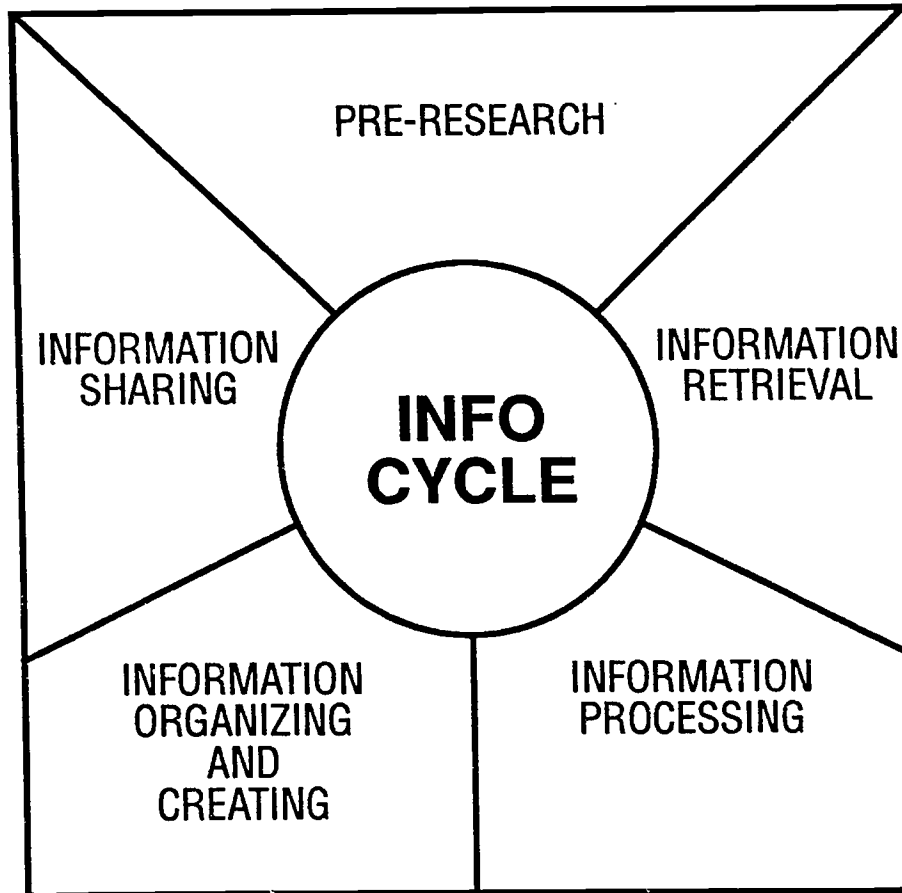 PRE-RESEARCH
INFORMATION
SHARING
INFORMATION
RETRIEVAL
INFO
CYCLE
INFORMATION
ORGANIZING
AND
CREATING
INFORMATION
PROCESSING